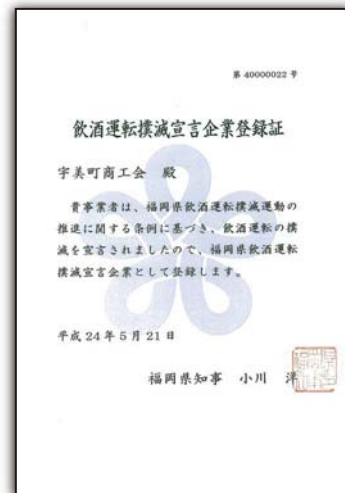 第 40000022 号
飲酒運転撲滅宣言企業登録証
宇美町商工会　殿
貴事業者は、福岡県飲酒運転撲滅運動の
推進に関する条例に基づき、飲酒運転の撲
滅を宣言されましたので、福岡県飲酒運転
撲滅宣言企業として登録します。
平成 24 年 5 月 21 日
福岡県知事　小川　洋